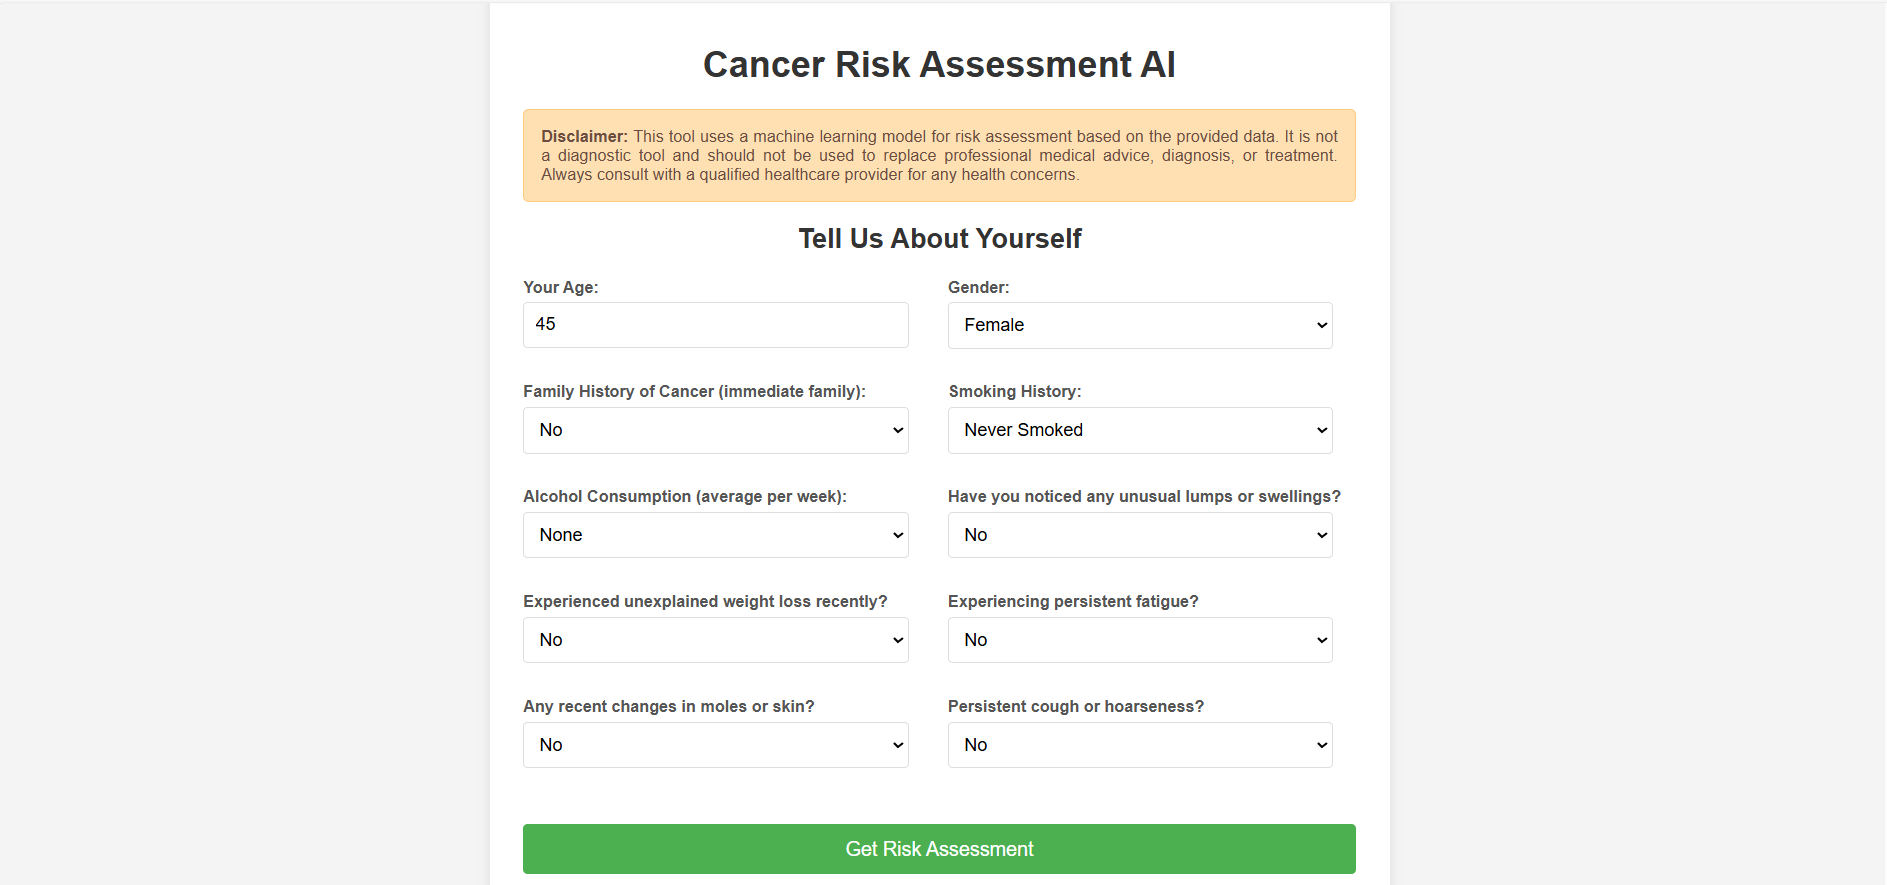 Cancer Risk Assessment AI
Disclaimer: This tool uses a machine learning model for risk assessment based on the provided data. It is not
a diagnostic tool and should not be used to replace professional medical advice, diagnosis, or treatment.
Always consult with a qualified healthcare provider for any health concerns.
Tell Us About Yourself
Your Age:
45
Gender:
Female
Family History of Cancer (immediate family):
No
Smoking History:
Never Smoked
Alcohol Consumption (average per week):
None
Have you noticed any unusual lumps or swellings?
No
Experienced unexplained weight loss recently?
No
Experiencing persistent fatigue?
No
Any recent changes in moles or skin?
No
Persistent cough or hoarseness?
No
Get Risk Assessment